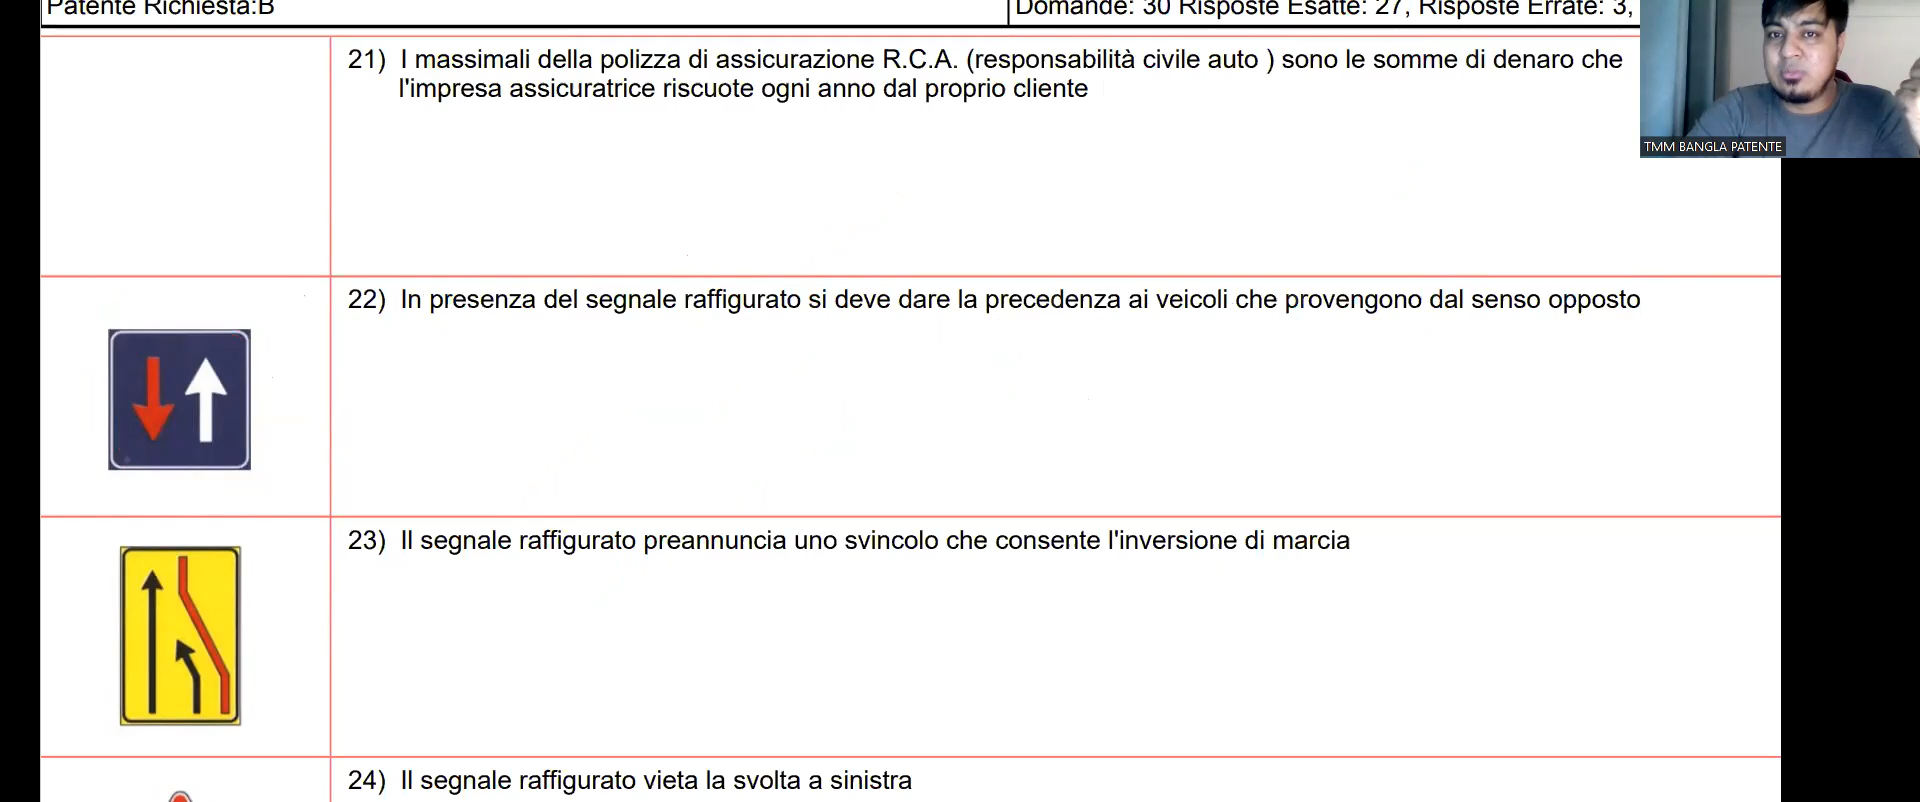 Patente Richiesta:B
Domande: 30 Risposte Esatte: 27, Risposte Errate: 3,
TMM BANGLA PATENTE
21) I massimali della polizza di assicurazione R.C.A. (responsabilità civile auto ) sono le somme di denaro che
l'impresa assicuratrice riscuote ogni anno dal proprio cliente
22) In presenza del segnale raffigurato si deve dare la precedenza ai veicoli che provengono dal senso opposto
23) Il segnale raffigurato preannuncia uno svincolo che consente l'inversione di marcia
24) Il segnale raffigurato vieta la svolta a sinistra